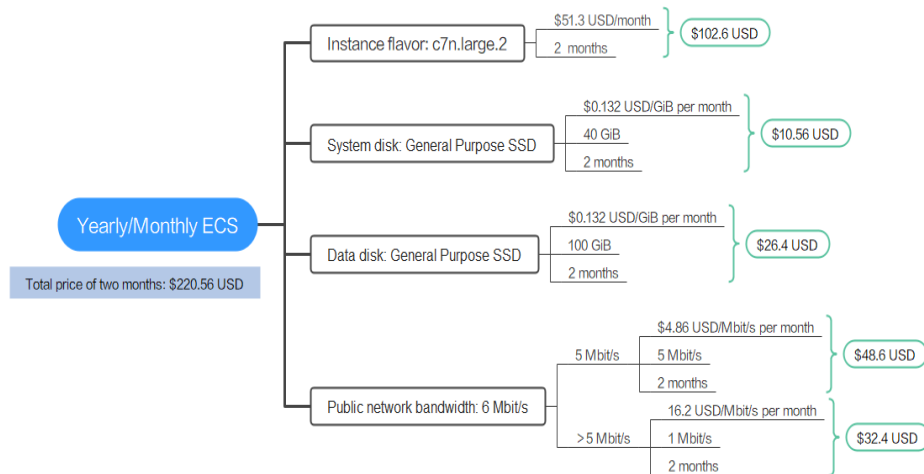 Yearly/Monthly ECS
Total price of two months: $220.56 USD
Instance flavor: c7n.large.2
$51.3 USD/month
2 months
$102.6 USD
System disk: General Purpose SSD
$0.132 USD/GiB per month
40 GiB
2 months
$10.56 USD
Data disk: General Purpose SSD
$0.132 USD/GiB per month
100 GiB
2 months
$26.4 USD
Public network bandwidth: 6 Mbit/s
5 Mbit/s
$4.86 USD/Mbit/s per month
5 Mbit/s
2 months
$48.6 USD
>5 Mbit/s
16.2 USD/Mbit/s per month
1 Mbit/s
2 months
$32.4 USD